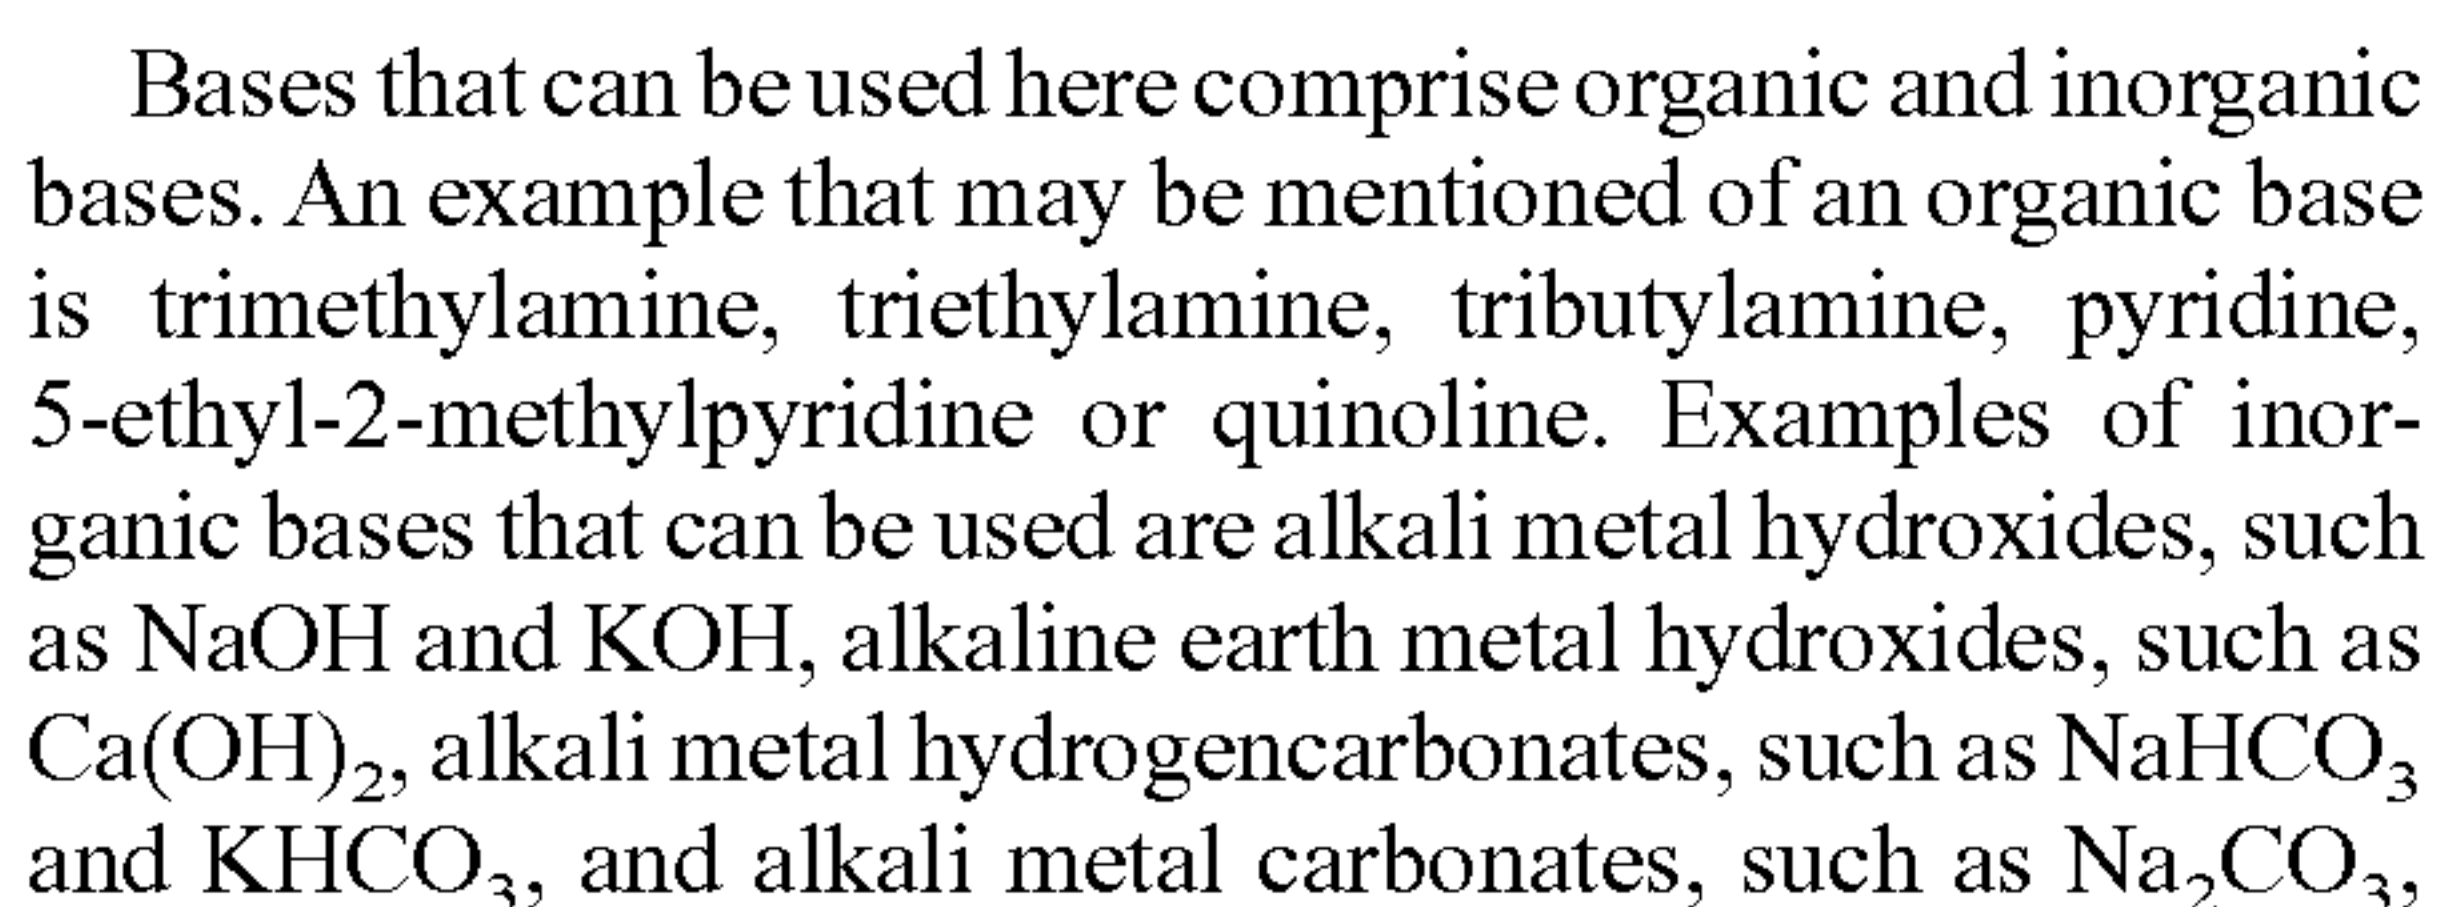 Bases that can be used here comprise organic and inorganic
bases. An example that may be mentioned of an organic base
is trimethylamine, triethylamine, tributylamine, pyridine,
5-ethyl-2-methylpyridine or quinoline. Examples of inor-
ganic bases that can be used are alkali metal hydroxides, such
as NaOH and KOH, alkaline earth metal hydroxides, such as
Ca(OH)₂, alkali metal hydrogencarbonates, such as NaHCO₃
and KHCO₃, and alkali metal carbonates, such as Na₂CO₃,